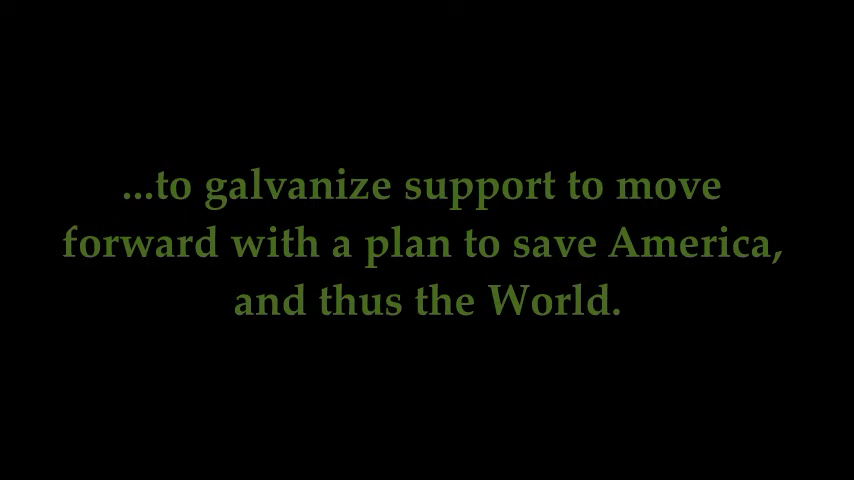 ...to galvanize support to move
forward with a plan to save America,
and thus the World.